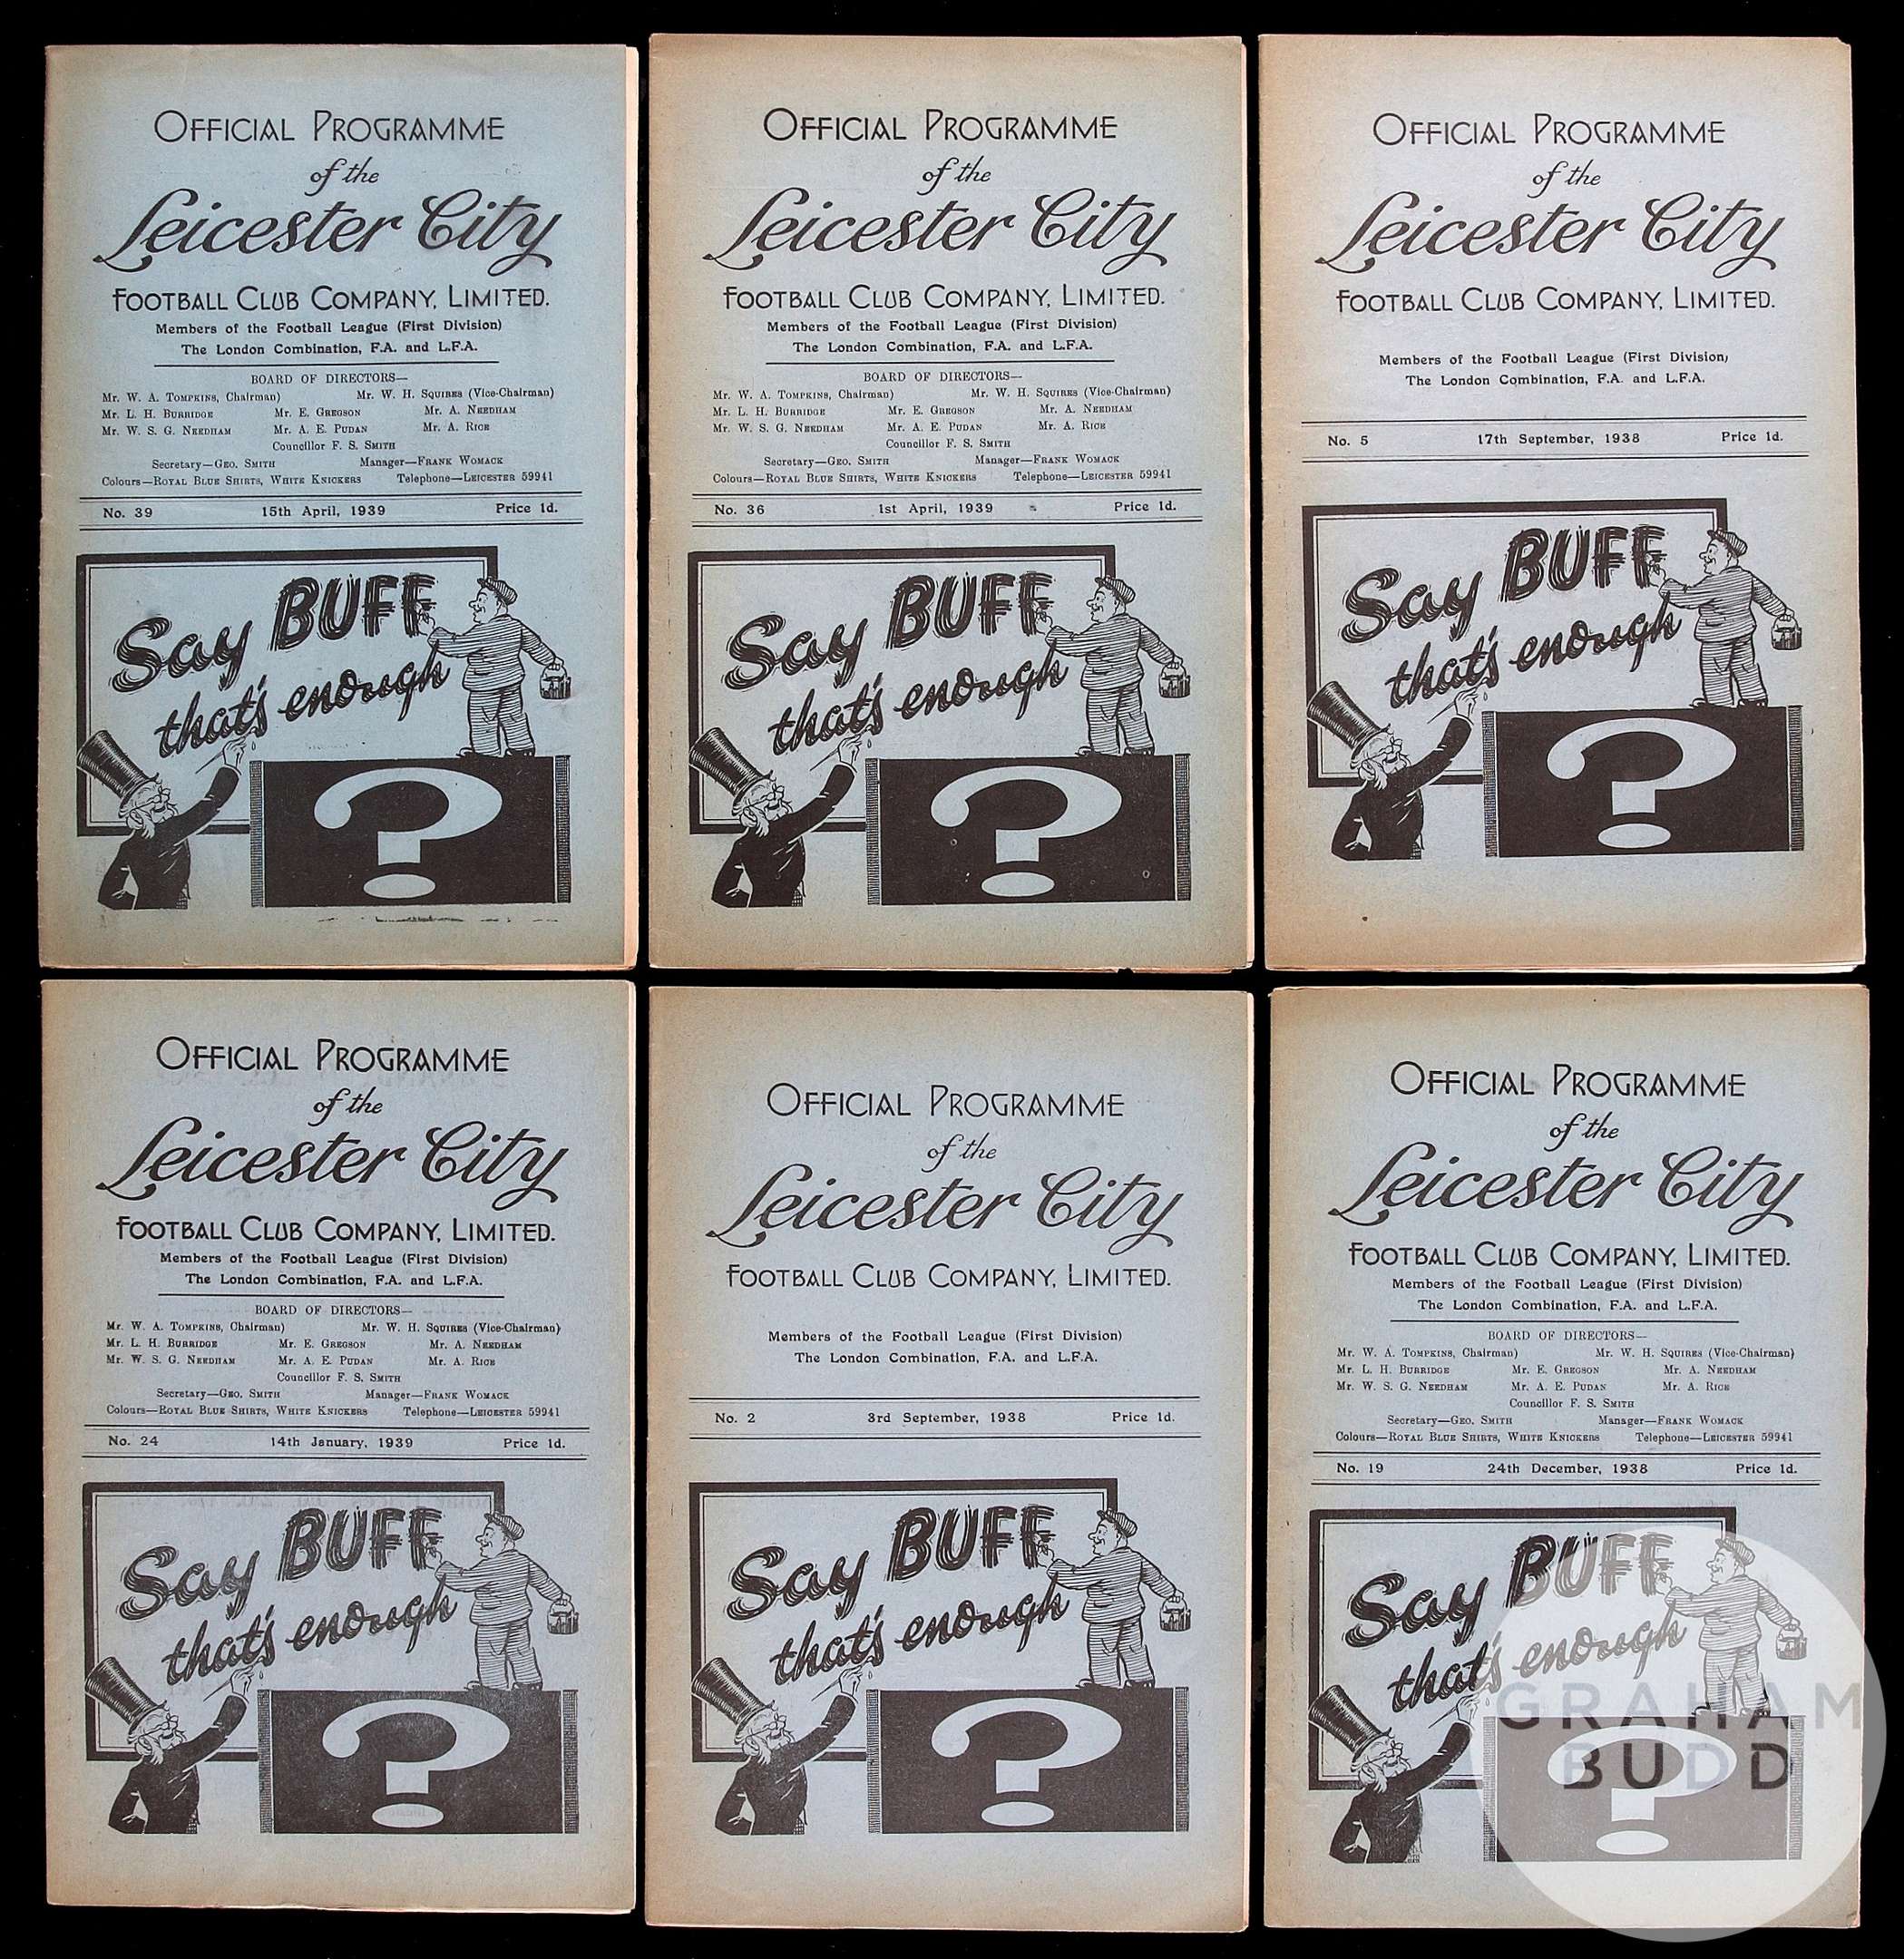 OFFICIAL PROGRAMME
of the
Leicester City
FOOTBALL CLUB COMPANY, LIMITED.
Members of the Football League (First Division)
The London Combination, F.A. and L.F.A.
BOARD OF DIRECTORS—
Mr. W. A. TOMPKINS, Chairman) Mr. W. H. SQUIRES (Vice-Chairman)
Mr. L. H. BURRIDGE Mr. E. GREGSON Mr. A. NEEDHAM
Mr. W. S. G. NEEDHAM Mr. A. E. PUDAN Mr. A. RICE
Councillor F. S. SMITH
Secretary—GEO. SMITH Manager—FRANK WOMACK
Colours—ROYAL BLUE SHIRTS, WHITE KNICKERS Telephone—LEICESTER 59941
No. 39 15th April, 1939 Price 1d.
Say BUFF
that's enough
?
OFFICIAL PROGRAMME
of the
Leicester City
FOOTBALL CLUB COMPANY, LIMITED.
Members of the Football League (First Division)
The London Combination, F.A. and L.F.A.
BOARD OF DIRECTORS—
Mr. W. A. TOMPKINS, Chairman) Mr. W. H. SQUIRES (Vice-Chairman)
Mr. L. H. BURRIDGE Mr. E. GREGSON Mr. A. NEEDHAM
Mr. W. S. G. NEEDHAM Mr. A. E. PUDAN Mr. A. RICE
Councillor F. S. SMITH
Secretary—GEO. SMITH Manager—FRANK WOMACK
Colours—ROYAL BLUE SHIRTS, WHITE KNICKERS Telephone—LEICESTER 59941
No. 36 1st April, 1939 Price 1d.
Say BUFF
that's enough
?
OFFICIAL PROGRAMME
of the
Leicester City
FOOTBALL CLUB COMPANY, LIMITED.
Members of the Football League (First Division)
The London Combination, F.A. and L.F.A.
No. 5 17th September, 1938 Price 1d.
Say BUFF
that's enough
?
OFFICIAL PROGRAMME
of the
Leicester City
FOOTBALL CLUB COMPANY, LIMITED.
Members of the Football League (First Division)
The London Combination, F.A. and L.F.A.
BOARD OF DIRECTORS—
Mr. W. A. TOMPKINS, Chairman) Mr. W. H. SQUIRES (Vice-Chairman)
Mr. L. H. BURRIDGE Mr. E. GREGSON Mr. A. NEEDHAM
Mr. W. S. G. NEEDHAM Mr. A. E. PUDAN Mr. A. RICE
Councillor F. S. SMITH
Secretary—GEO. SMITH Manager—FRANK WOMACK
Colours—ROYAL BLUE SHIRTS, WHITE KNICKERS Telephone—LEICESTER 59941
No. 24 14th January, 1939 Price 1d.
Say BUFF
that's enough
?
OFFICIAL PROGRAMME
of the
Leicester City
FOOTBALL CLUB COMPANY, LIMITED.
Members of the Football League (First Division)
The London Combination, F.A. and L.F.A.
No. 2 3rd September, 1938 Price 1d.
Say BUFF
that's enough
?
OFFICIAL PROGRAMME
of the
Leicester City
FOOTBALL CLUB COMPANY, LIMITED.
Members of the Football League (First Division)
The London Combination, F.A. and L.F.A.
BOARD OF DIRECTORS—
Mr. W. A. TOMPKINS, Chairman) Mr. W. H. SQUIRES (Vice-Chairman)
Mr. L. H. BURRIDGE Mr. E. GREGSON Mr. A. NEEDHAM
Mr. W. S. G. NEEDHAM Mr. A. E. PUDAN Mr. A. RICE
Councillor F. S. SMITH
Secretary—GEO. SMITH Manager—FRANK WOMACK
Colours—ROYAL BLUE SHIRTS, WHITE KNICKERS Telephone—LEICESTER 59941
No. 19 24th December, 1938 Price 1d.
Say BUFF
that's enough
?
GRAHAM
BUDD